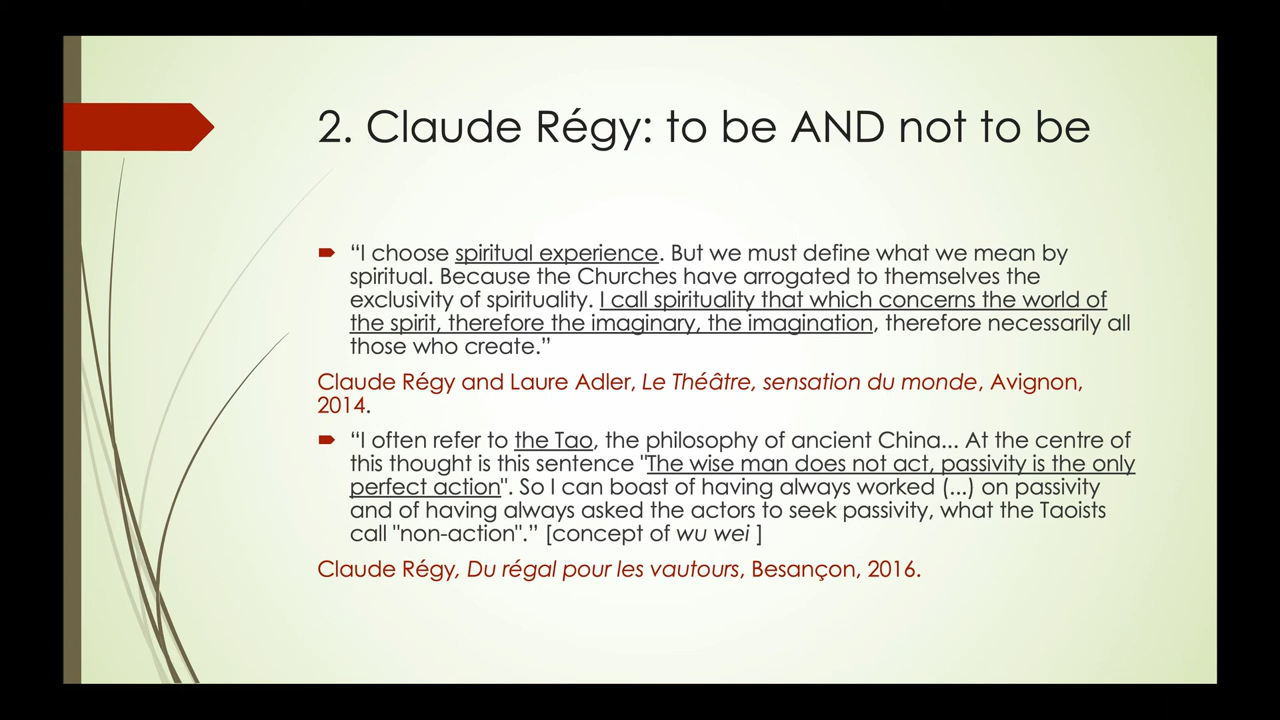 2. Claude Régy: to be AND not to be
“I choose spiritual experience. But we must define what we mean by
spiritual. Because the Churches have arrogated to themselves the
exclusivity of spirituality. I call spirituality that which concerns the world of
the spirit, therefore the imaginary, the imagination, therefore necessarily all
those who create.”
Claude Régy and Laure Adler, Le Théâtre, sensation du monde, Avignon,
2014.
“I often refer to the Tao, the philosophy of ancient China... At the centre of
this thought is this sentence "The wise man does not act, passivity is the only
perfect action". So I can boast of having always worked (...) on passivity
and of having always asked the actors to seek passivity, what the Taoists
call "non-action".” [concept of wu wei ]
Claude Régy, Du régal pour les vautours, Besançon, 2016.